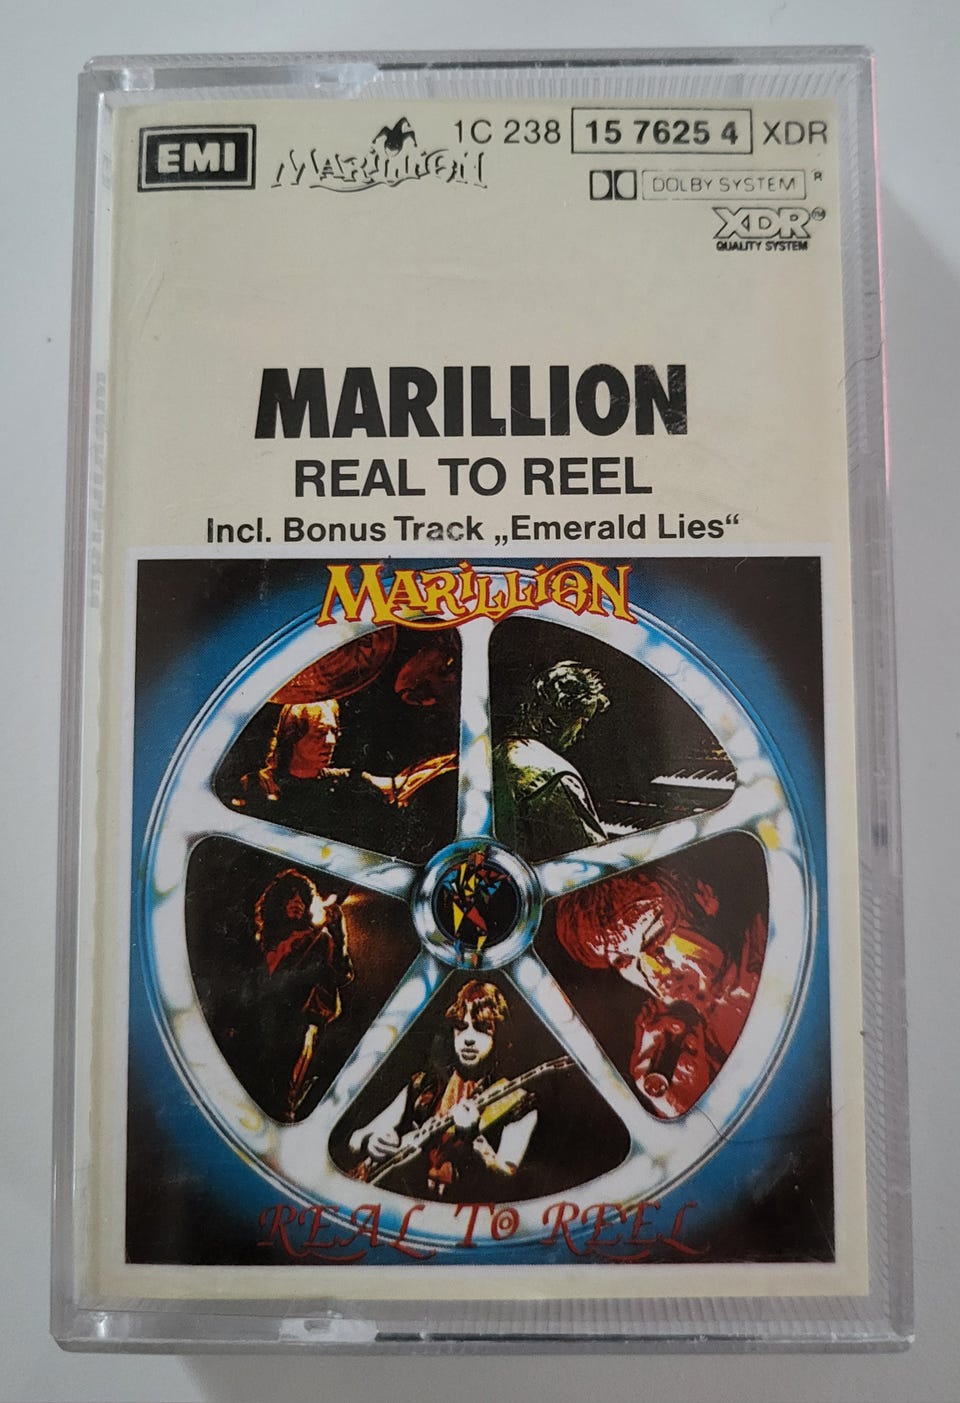 EMI
MARILLION
1C 238 15 7625 4 XDR
DOLBY SYSTEM R
XDR TM
QUALITY SYSTEM
MARILLION
REAL TO REEL
Incl. Bonus Track „Emerald Lies“
MARILLION
REAL TO REEL